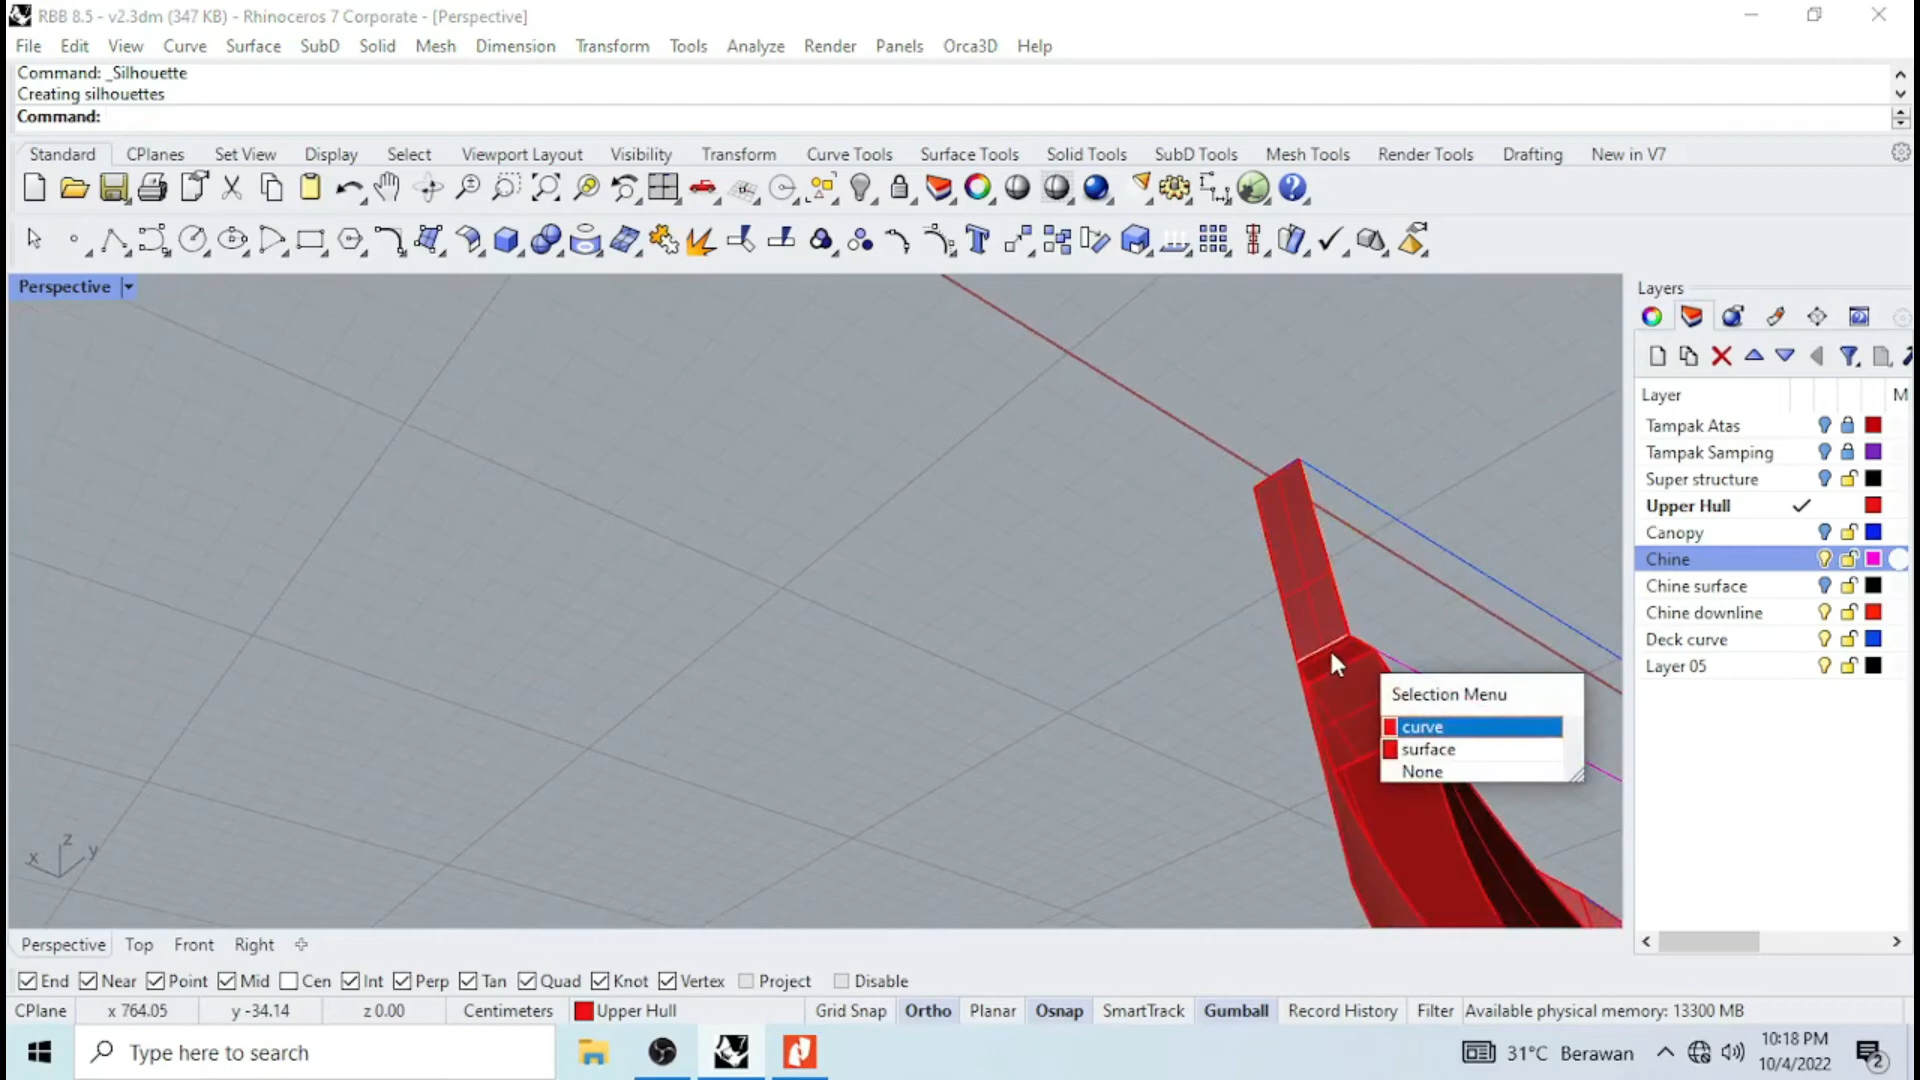 RBB 8.5 - v2.3dm (347 KB) - Rhinoceros 7 Corporate - [Perspective]
File Edit View Curve Surface SubD Solid Mesh Dimension Transform Tools Analyze Render Panels Orca3D Help
Command: _Silhouette
Creating silhouettes
Command:
Standard CPlanes Set View Display Select Viewport Layout Visibility Transform Curve Tools Surface Tools Solid Tools SubD Tools Mesh Tools Render Tools Drafting New in V7
Perspective
Layers
Layer M
Tampak Atas
Tampak Samping
Super structure
Upper Hull
Canopy
Chine
Chine surface
Chine downline
Deck curve
Layer 05
Selection Menu
curve
surface
None
z
x y
Perspective Top Front Right
End Near Point Mid Cen Int Perp Tan Quad Knot Vertex Project Disable
CPlane x 764.05 y -34.14 z 0.00 Centimeters Upper Hull Grid Snap Ortho Planar Osnap SmartTrack Gumball Record History Filter Available physical memory: 13300 MB
Type here to search
31°C Berawan
10:18 PM
10/4/2022
2